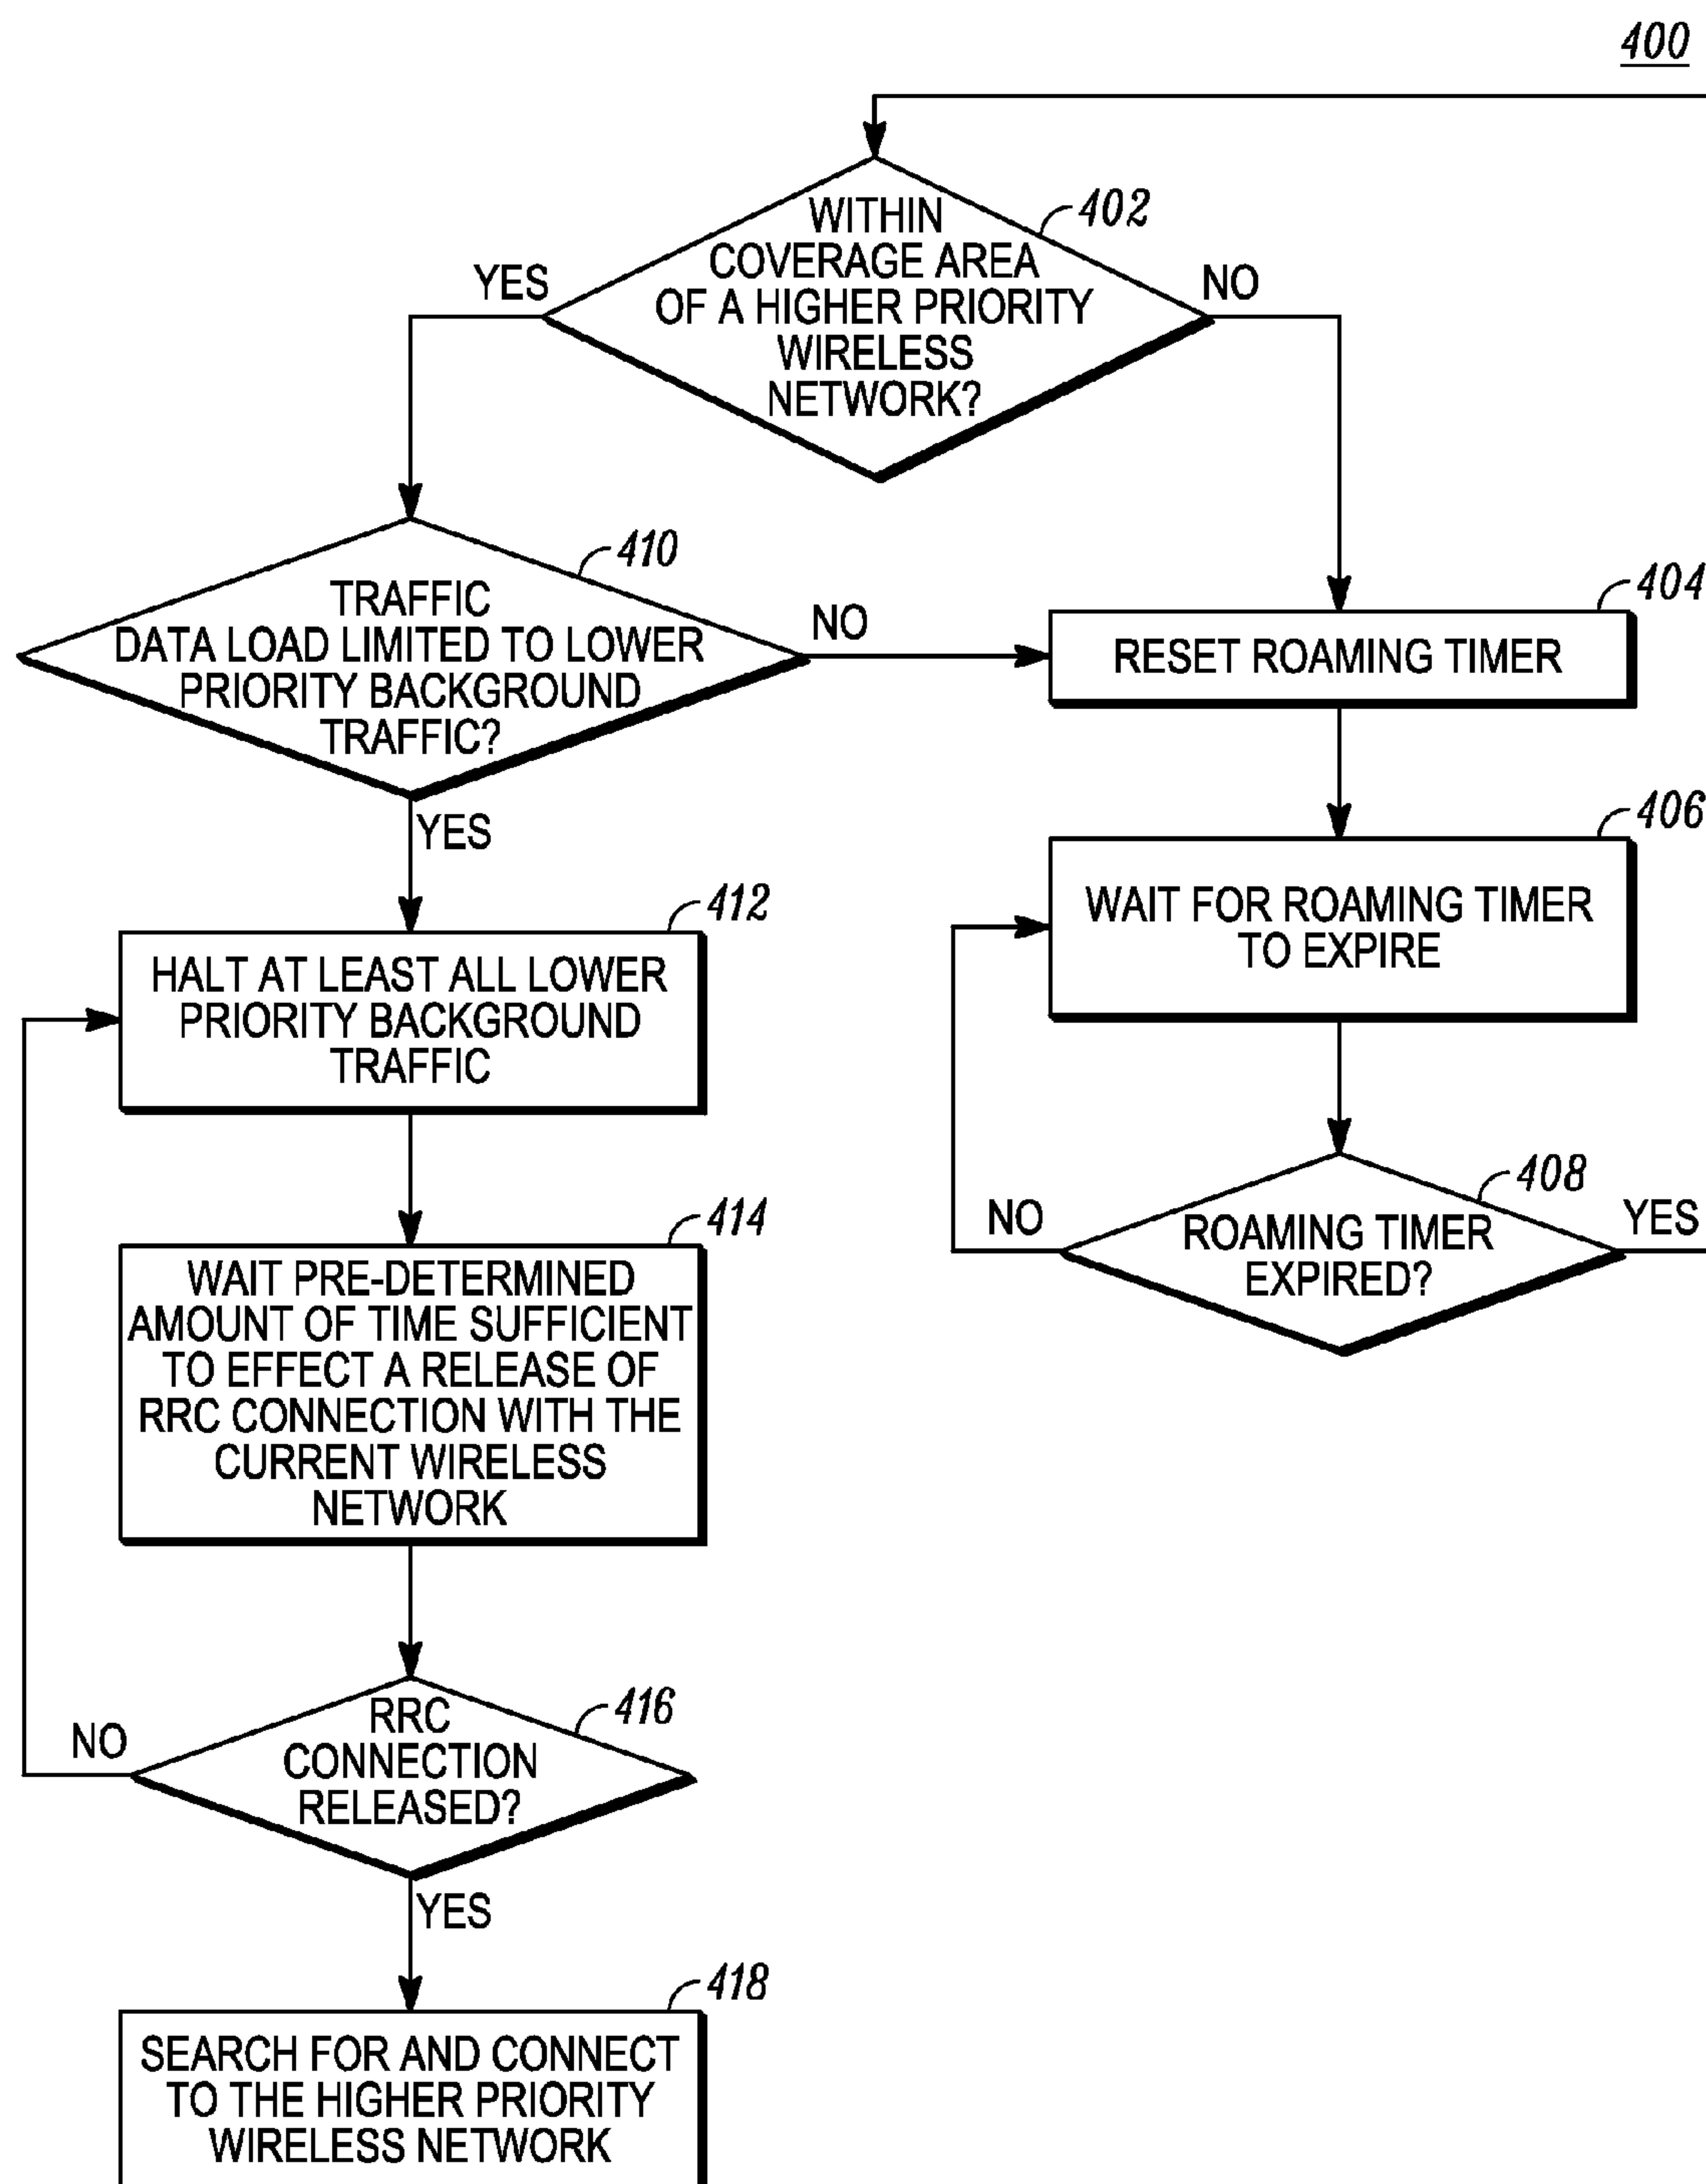 400
WITHIN
COVERAGE AREA
OF A HIGHER PRIORITY
WIRELESS
NETWORK?
402
YES
NO
TRAFFIC
DATA LOAD LIMITED TO LOWER
PRIORITY BACKGROUND
TRAFFIC?
410
NO
YES
RESET ROAMING TIMER
404
WAIT FOR ROAMING TIMER
TO EXPIRE
406
ROAMING TIMER
EXPIRED?
408
NO
YES
HALT AT LEAST ALL LOWER
PRIORITY BACKGROUND
TRAFFIC
412
WAIT PRE-DETERMINED
AMOUNT OF TIME SUFFICIENT
TO EFFECT A RELEASE OF
RRC CONNECTION WITH THE
CURRENT WIRELESS
NETWORK
414
RRC
CONNECTION
RELEASED?
416
NO
YES
SEARCH FOR AND CONNECT
TO THE HIGHER PRIORITY
WIRELESS NETWORK
418